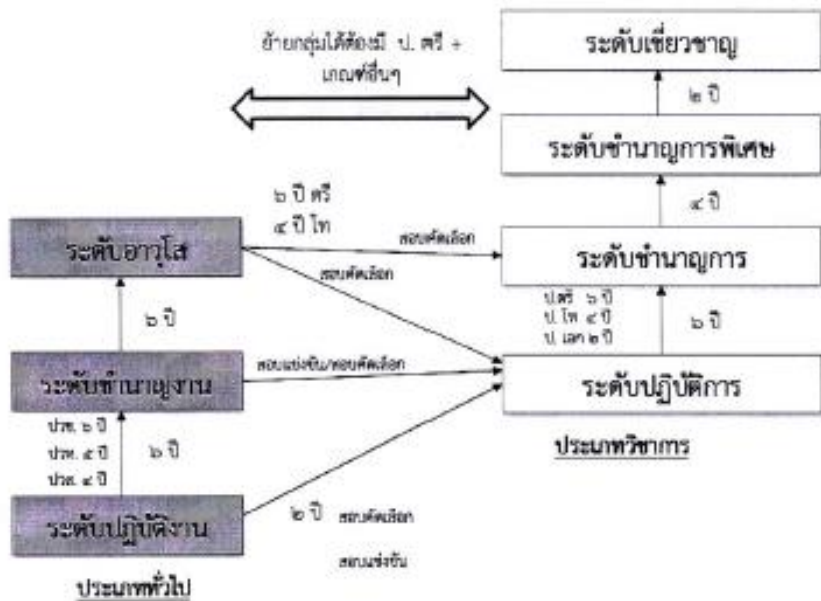 ย้ายกลุ่มได้ต้องมี ป. ตรี +
เกณฑ์อื่นๆ
ระดับเชี่ยวชาญ
๒ ปี
ระดับชำนาญการพิเศษ
๔ ปี
๖ ปี ตรี
๔ ปี โท
ระดับอาวุโส
สอบคัดเลือก
สอบคัดเลือก
ระดับชำนาญการ
ป.ตรี ๖ ปี
ป. โท ๔ ปี
ป. เอก ๒ ปี
๖ ปี
๖ ปี
ระดับชำนาญงาน
สอบแข่งขัน/สอบคัดเลือก
ระดับปฏิบัติการ
ประเภทวิชาการ
ปวช. ๖ ปี
ปวท. ๕ ปี
ปวส. ๔ ปี
๖ ปี
ระดับปฏิบัติงาน
๒ ปี สอบคัดเลือก
สอบแข่งขัน
ประเภททั่วไป